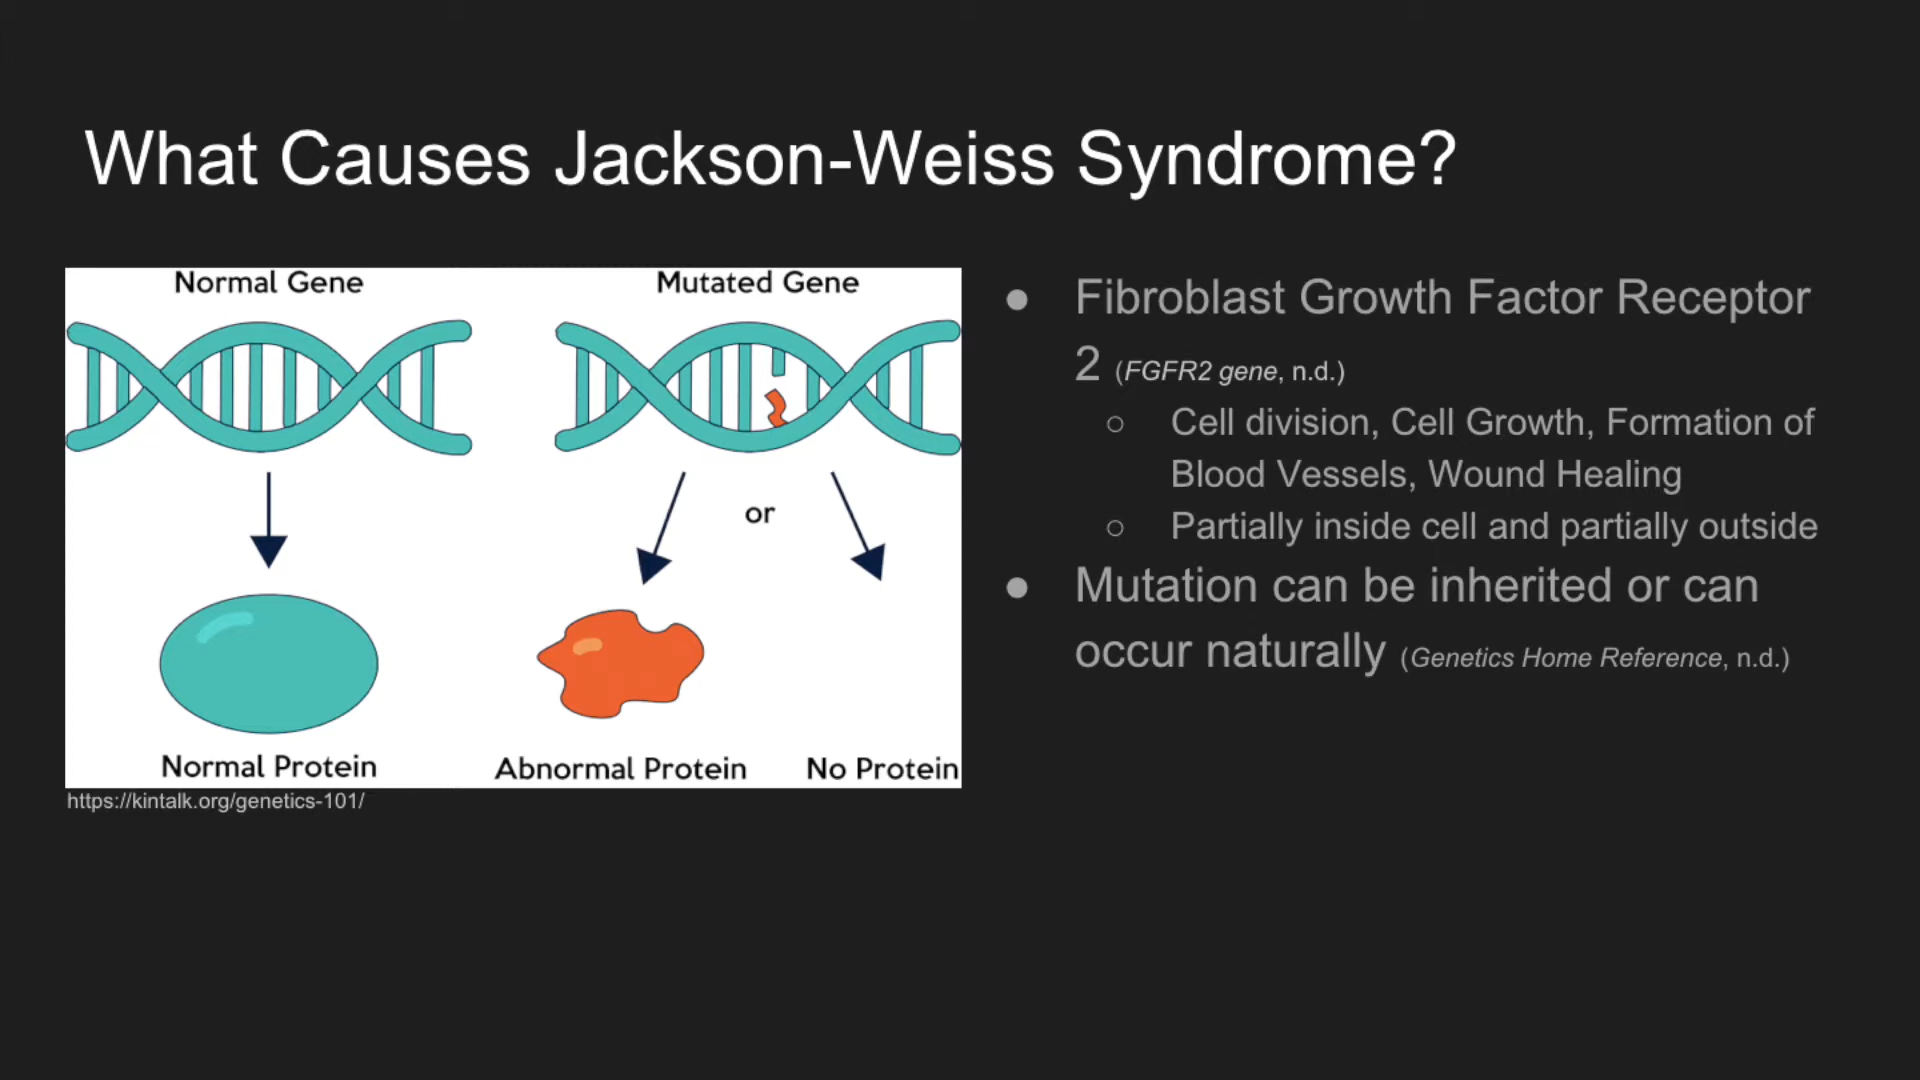 What Causes Jackson-Weiss Syndrome?
Normal Gene
Mutated Gene
or
Normal Protein
Abnormal Protein
No Protein
https://kintalk.org/genetics-101/
● Fibroblast Growth Factor Receptor
2 (FGFR2 gene, n.d.)
○ Cell division, Cell Growth, Formation of
Blood Vessels, Wound Healing
○ Partially inside cell and partially outside
● Mutation can be inherited or can
occur naturally (Genetics Home Reference, n.d.)